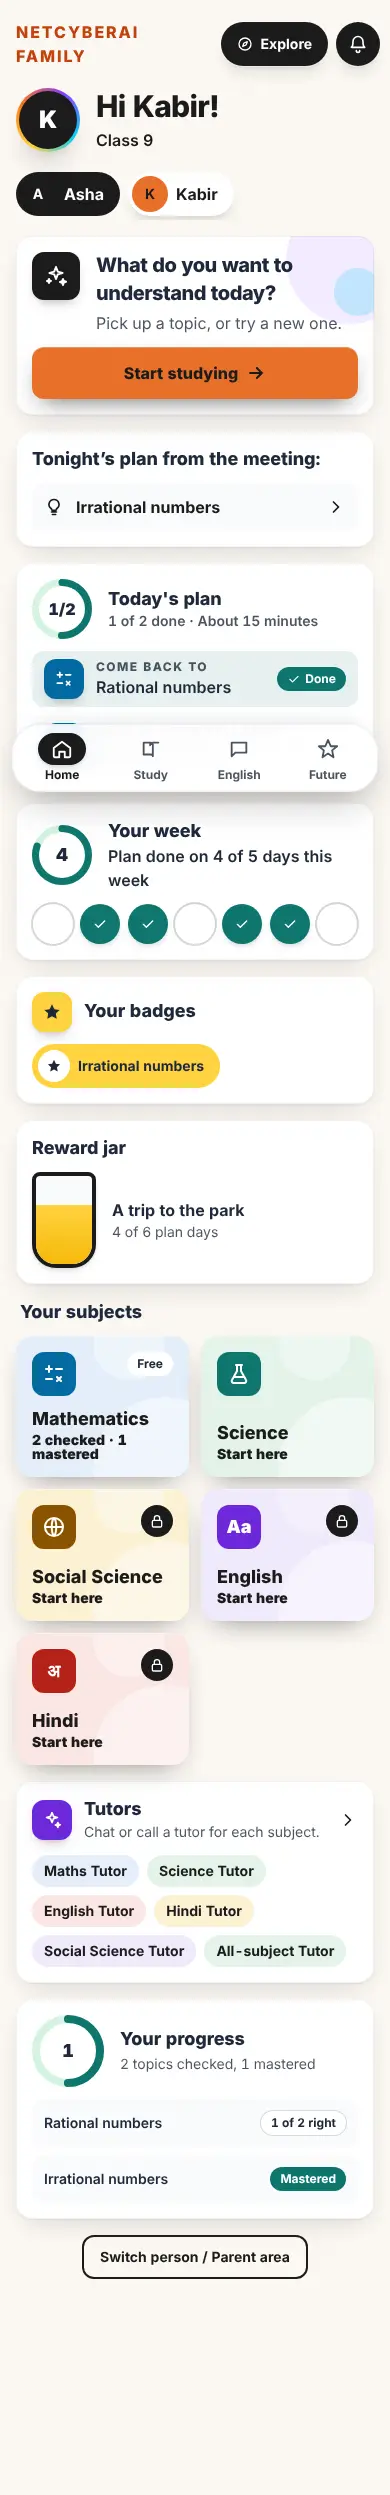 NETCYBERAI
FAMILY
Explore
K
Hi Kabir!
Class 9
A Asha
K Kabir
What do you want to
understand today?
Pick up a topic, or try a new one.
Start studying →
Tonight’s plan from the meeting:
Irrational numbers
1/2
Today's plan
1 of 2 done · About 15 minutes
COME BACK TO
Rational numbers
Done
Home
Study
English
Future
4
Your week
Plan done on 4 of 5 days this
week
Your badges
Irrational numbers
Reward jar
A trip to the park
4 of 6 plan days
Your subjects
Free
Mathematics
2 checked · 1
mastered
Science
Start here
Social Science
Start here
Aa
English
Start here
अ
Hindi
Start here
Tutors
Chat or call a tutor for each subject.
Maths Tutor
Science Tutor
English Tutor
Hindi Tutor
Social Science Tutor
All-subject Tutor
1
Your progress
2 topics checked, 1 mastered
Rational numbers
1 of 2 right
Irrational numbers
Mastered
Switch person / Parent area